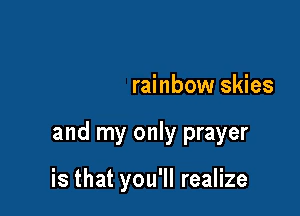 rainbow skies
and my only prayer
is that you'll realize